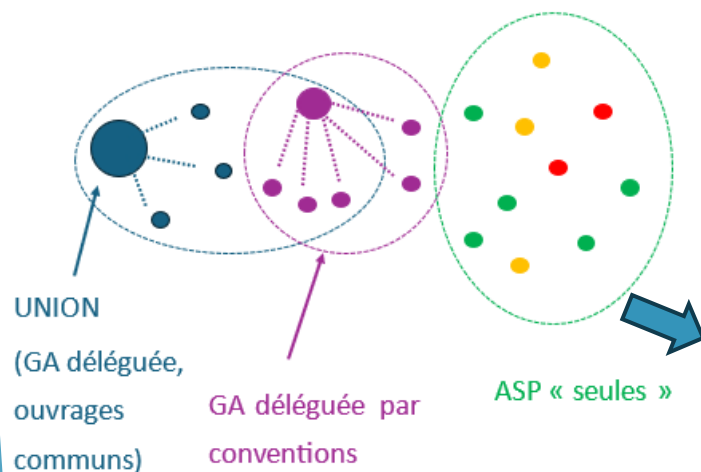 UNION
(GA déléguée,
ouvrages
communs)
GA déléguée par
conventions
ASP « seules »